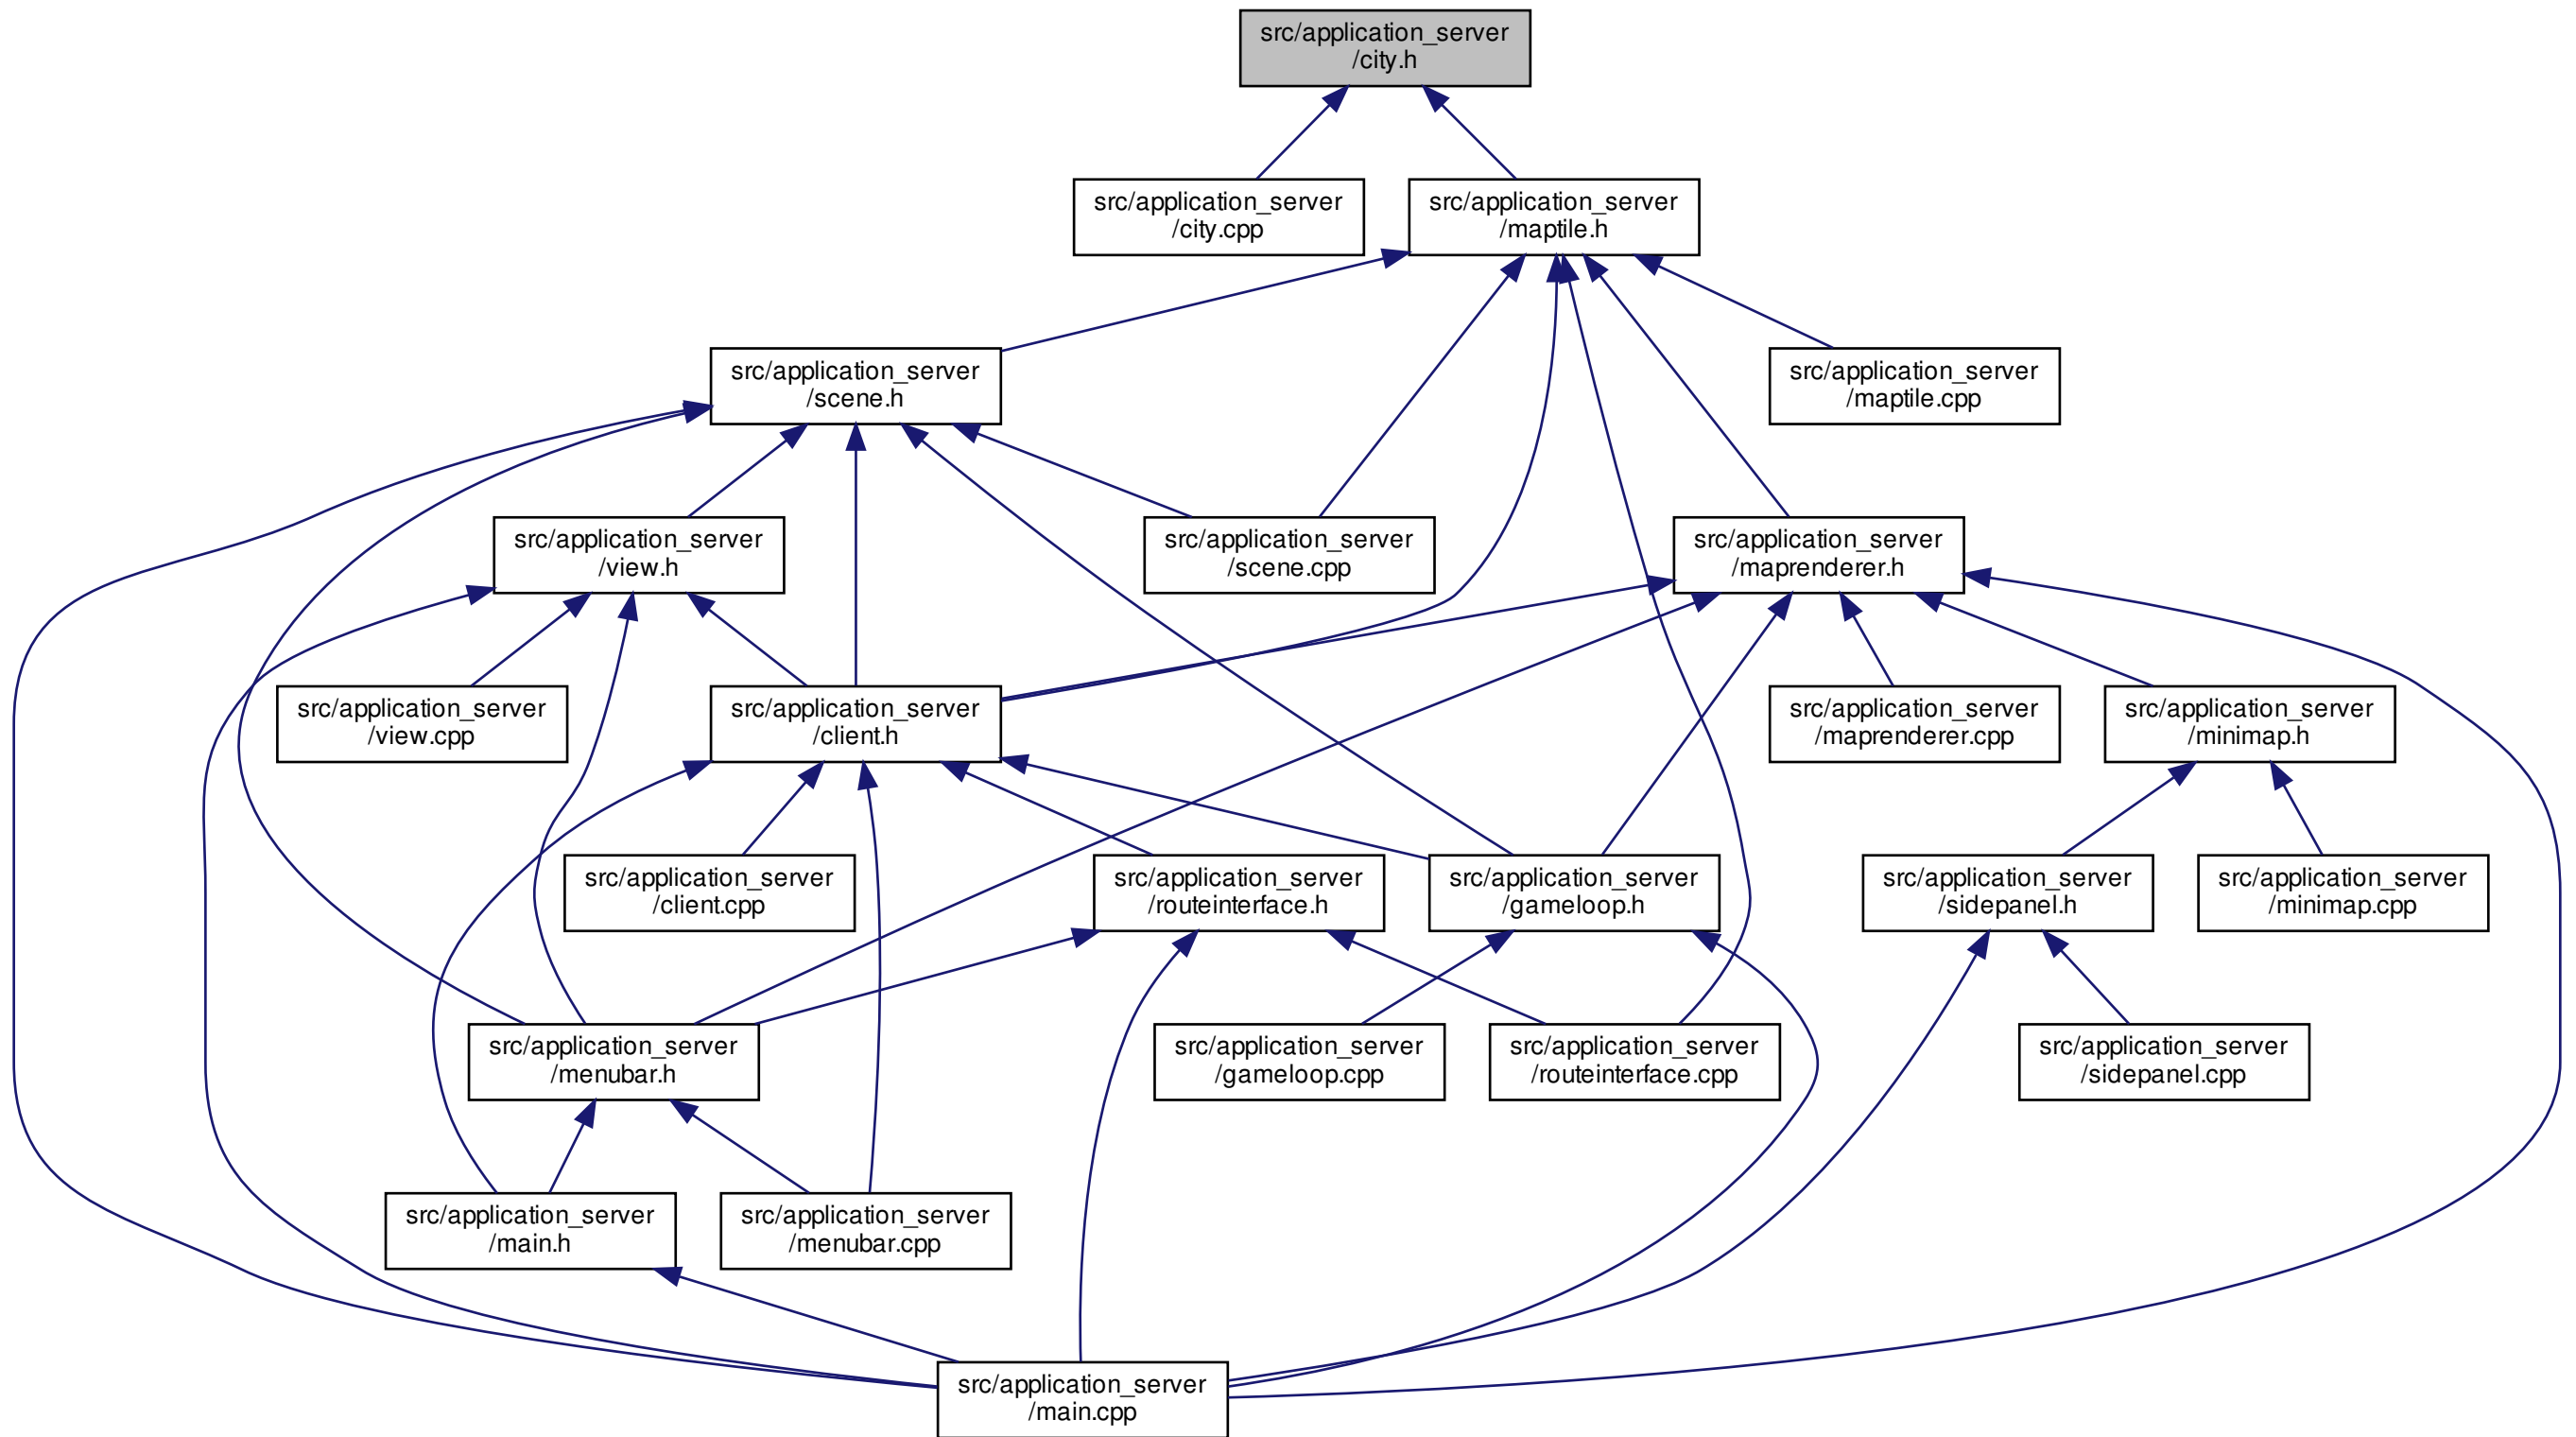 src/application_server
/city.h
src/application_server
/city.cpp
src/application_server
/maptile.h
src/application_server
/scene.h
src/application_server
/maptile.cpp
src/application_server
/view.h
src/application_server
/scene.cpp
src/application_server
/maprenderer.h
src/application_server
/view.cpp
src/application_server
/client.h
src/application_server
/maprenderer.cpp
src/application_server
/minimap.h
src/application_server
/client.cpp
src/application_server
/routeinterface.h
src/application_server
/gameloop.h
src/application_server
/sidepanel.h
src/application_server
/minimap.cpp
src/application_server
/menubar.h
src/application_server
/gameloop.cpp
src/application_server
/routeinterface.cpp
src/application_server
/sidepanel.cpp
src/application_server
/main.h
src/application_server
/menubar.cpp
src/application_server
/main.cpp